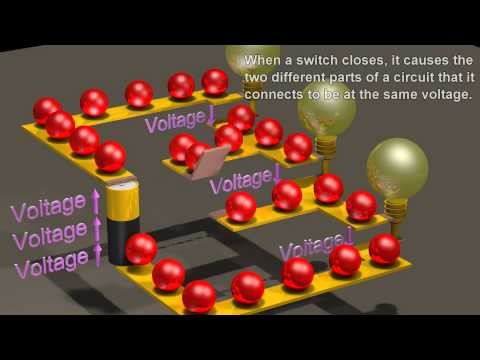 When a switch closes, it causes the
two different parts of a circuit that it
connects to be at the same voltage.
Voltage↓
Voltage↓
Voltage↑
Voltage↑
Voltage↓
Voltage↑